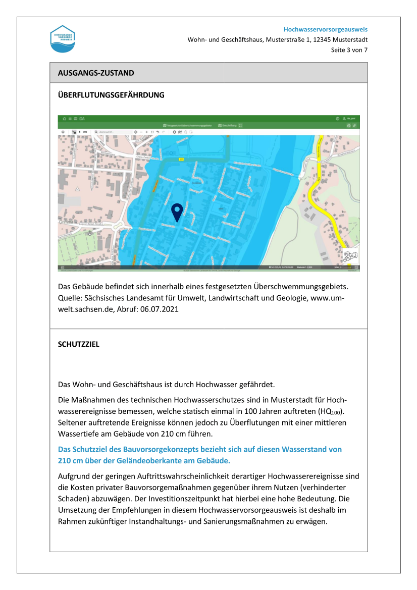 Hochwasservorsorgeausweis
Wohn- und Geschäftshaus, Musterstraße 1, 12345 Musterstadt
Seite 3 von 7
AUSGANGS-ZUSTAND
ÜBERFLUTUNGSGEFÄHRDUNG
Das Gebäude befindet sich innerhalb eines festgesetzten Überschwemmungsgebiets.
Quelle: Sächsisches Landesamt für Umwelt, Landwirtschaft und Geologie, www.um-
welt.sachsen.de, Abruf: 06.07.2021
SCHUTZZIEL
Das Wohn- und Geschäftshaus ist durch Hochwasser gefährdet.
Die Maßnahmen des technischen Hochwasserschutzes sind in Musterstadt für Hoch-
wasserereignisse bemessen, welche statisch einmal in 100 Jahren auftreten (HQ100).
Seltener auftretende Ereignisse können jedoch zu Überflutungen mit einer mittleren
Wassertiefe am Gebäude von 210 cm führen.
Das Schutzziel des Bauvorsorgekonzepts bezieht sich auf diesen Wasserstand von
210 cm über der Geländeoberkante am Gebäude.
Aufgrund der geringen Auftrittswahrscheinlichkeit derartiger Hochwasserereignisse sind
die Kosten privater Bauvorsorgemaßnahmen gegenüber ihrem Nutzen (verhinderter
Schaden) abzuwägen. Der Investitionszeitpunkt hat hierbei eine hohe Bedeutung. Die
Umsetzung der Empfehlungen in diesem Hochwasservorsorgeausweis ist deshalb im
Rahmen zukünftiger Instandhaltungs- und Sanierungsmaßnahmen zu erwägen.